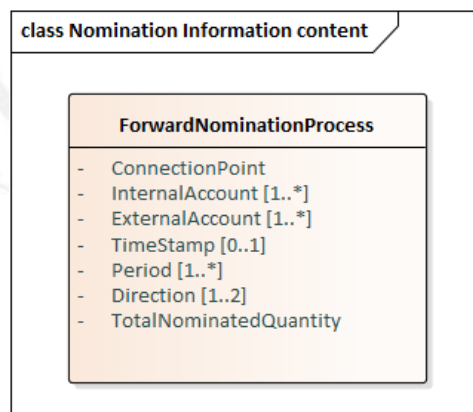 class Nomination Information content
ForwardNominationProcess
- ConnectionPoint
- InternalAccount [1..*]
- ExternalAccount [1..*]
- TimeStamp [0..1]
- Period [1..*]
- Direction [1..2]
- TotalNominatedQuantity